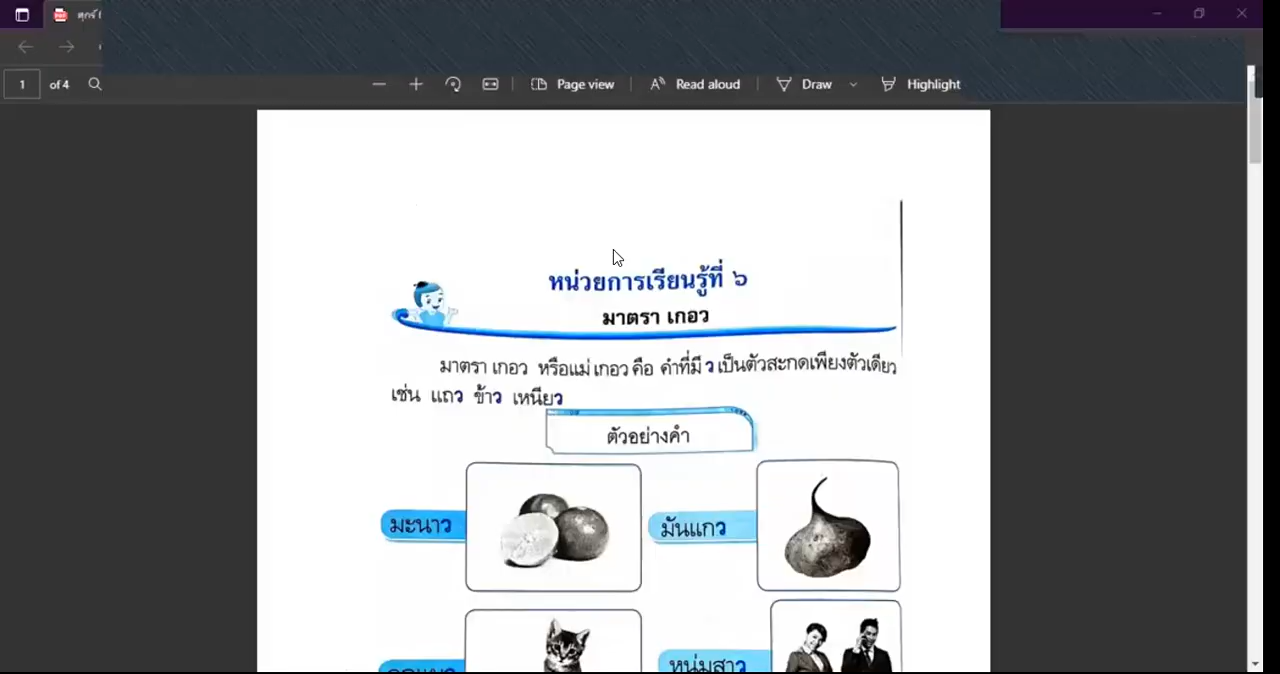 1 of 4
Page view
Read aloud
Draw
Highlight
หน่วยการเรียนรู้ที่ ๖
มาตรา เกอว
มาตรา เกอว หรือแม่ เกอว คือ คำที่มี ว เป็นตัวสะกดเพียงตัวเดียว
เช่น แถว ข้าว เหนียว
ตัวอย่างคำ
มะนาว
มันแกว
หนุ่มสาว